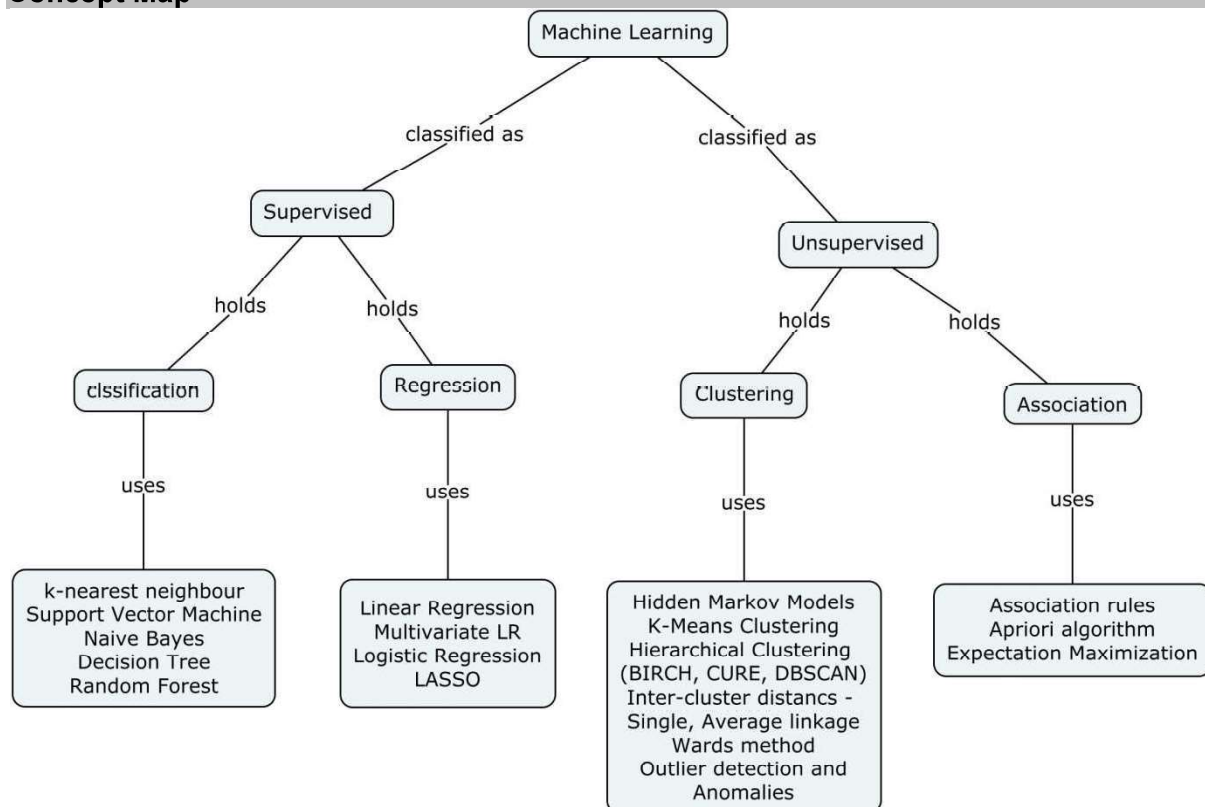 Concept Map
Machine Learning
classified as
classified as
Supervised
Unsupervised
holds
holds
holds
holds
clssification
Regression
Clustering
Association
uses
uses
uses
uses
k-nearest neighbour
Support Vector Machine
Naive Bayes
Decision Tree
Random Forest
Linear Regression
Multivariate LR
Logistic Regression
LASSO
Hidden Markov Models
K-Means Clustering
Hierarchical Clustering
(BIRCH, CURE, DBSCAN)
Inter-cluster distancs -
Single, Average linkage
Wards method
Outlier detection and
Anomalies
Association rules
Apriori algorithm
Expectation Maximization